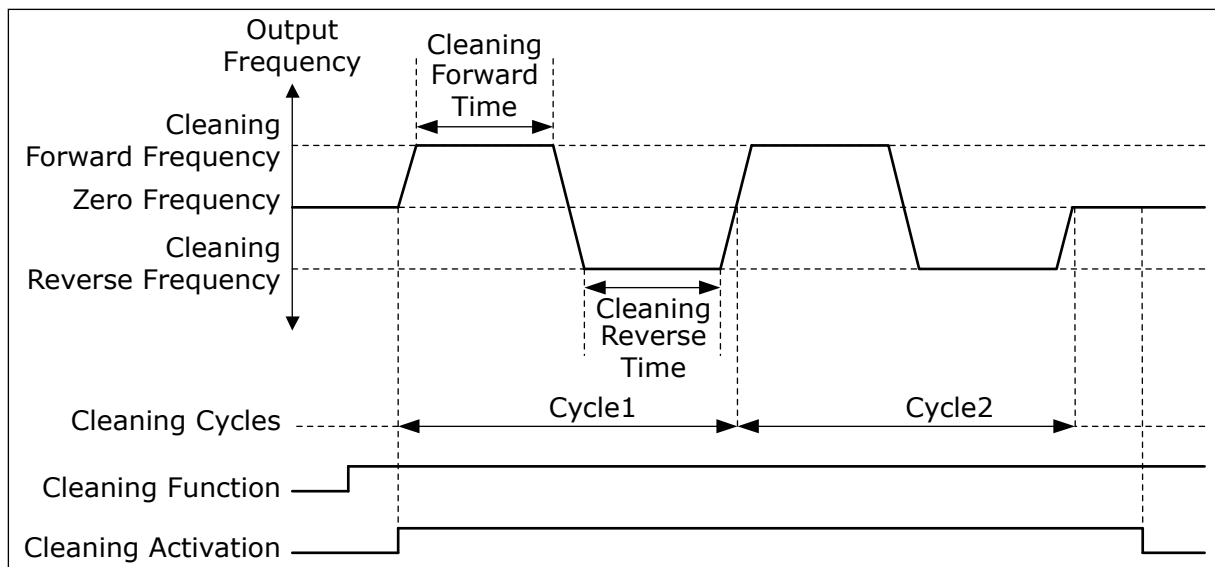 Output
Frequency
Cleaning
Forward
Time
Cleaning
Forward Frequency
Zero Frequency
Cleaning
Reverse Frequency
Cleaning
Reverse
Time
Cleaning Cycles
Cycle1
Cycle2
Cleaning Function
Cleaning Activation